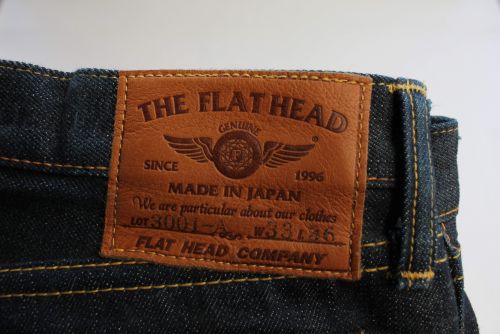 THE FLAT HEAD
GENUINE
®
SINCE 1996
MADE IN JAPAN
We are particular about our clothes
LOT 3001-A W33 L36
FLAT HEAD COMPANY